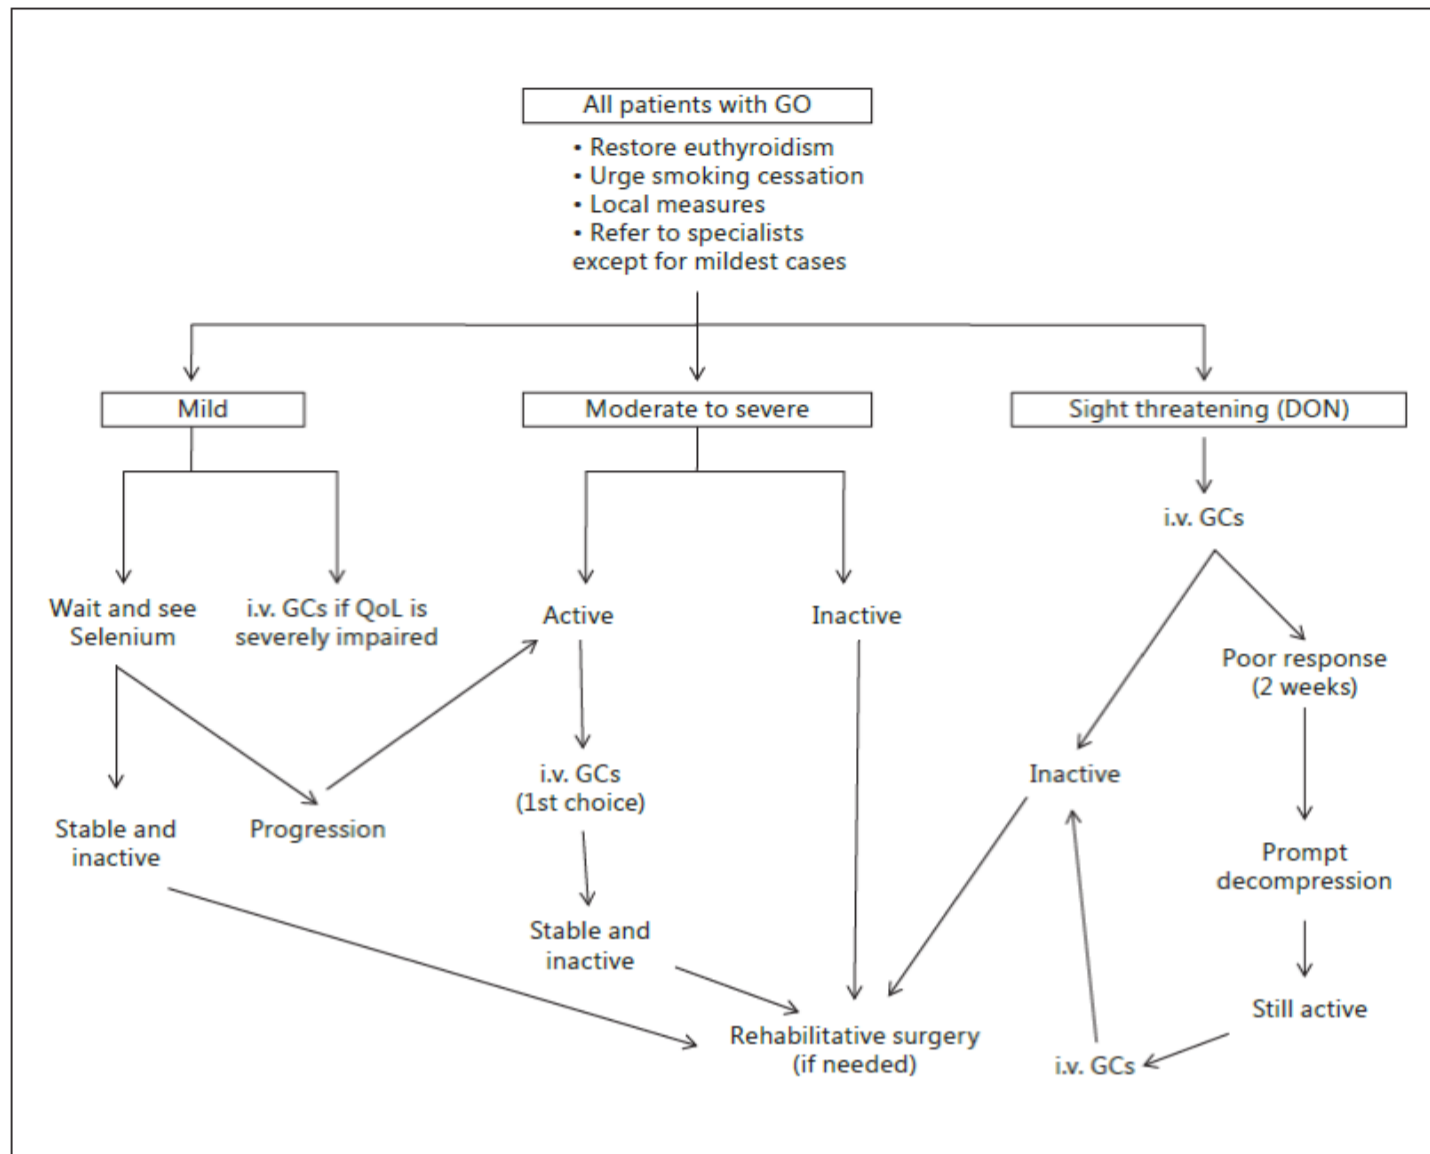 All patients with GO
• Restore euthyroidism
• Urge smoking cessation
• Local measures
• Refer to specialists
except for mildest cases
Mild
Moderate to severe
Sight threatening (DON)
i.v. GCs
Wait and see
Selenium
i.v. GCs if QoL is
severely impaired
Active
Inactive
Poor response
(2 weeks)
i.v. GCs
(1st choice)
Inactive
Stable and
inactive
Progression
Prompt
decompression
Stable and
inactive
Still active
Rehabilitative surgery
(if needed)
i.v. GCs